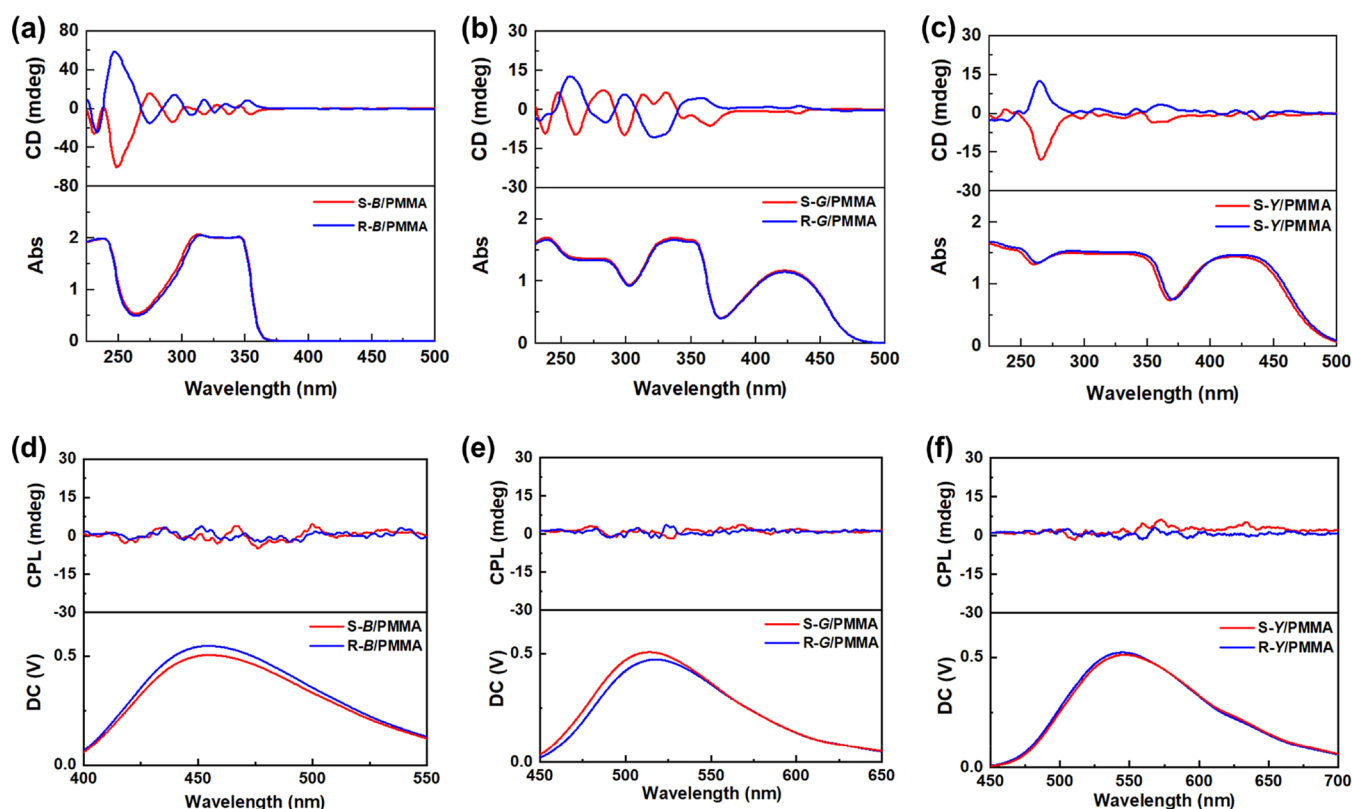 (a)
80
40
0
-40
-80
CD (mdeg)
S-B/PMMA
R-B/PMMA
2
1
0
Abs
250 300 350 400 450 500
Wavelength (nm)
(b)
30
15
0
-15
-30
CD (mdeg)
S-G/PMMA
R-G/PMMA
2
1
0
Abs
250 300 350 400 450 500
Wavelength (nm)
(c)
30
15
0
-15
-30
CD (mdeg)
S-Y/PMMA
S-Y/PMMA
2
1
0
Abs
250 300 350 400 450 500
Wavelength (nm)
(d)
30
15
0
-15
-30
CPL (mdeg)
S-B/PMMA
R-B/PMMA
0.5
0.0
DC (V)
400 450 500 550
Wavelength (nm)
(e)
30
15
0
-15
-30
CPL (mdeg)
S-G/PMMA
R-G/PMMA
0.5
0.0
DC (V)
450 500 550 600 650
Wavelength (nm)
(f)
30
15
0
-15
-30
CPL (mdeg)
S-Y/PMMA
R-Y/PMMA
0.5
0.0
DC (V)
450 500 550 600 650 700
Wavelength (nm)